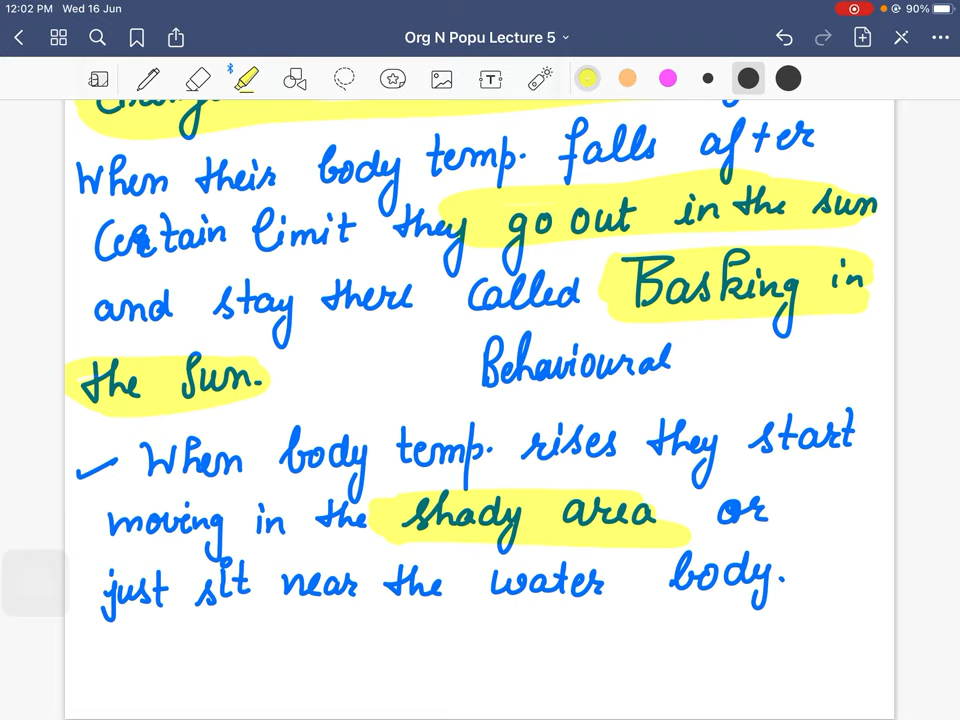 12:02 PM Wed 16 Jun 90%
Org N Popu Lecture 5
When their body temp. falls after
Certain limit they go out in the sun
and stay there called Basking in
the Sun. Behavioural
When body temp. rises they start
moving in the shady area or
just sit near the water body.